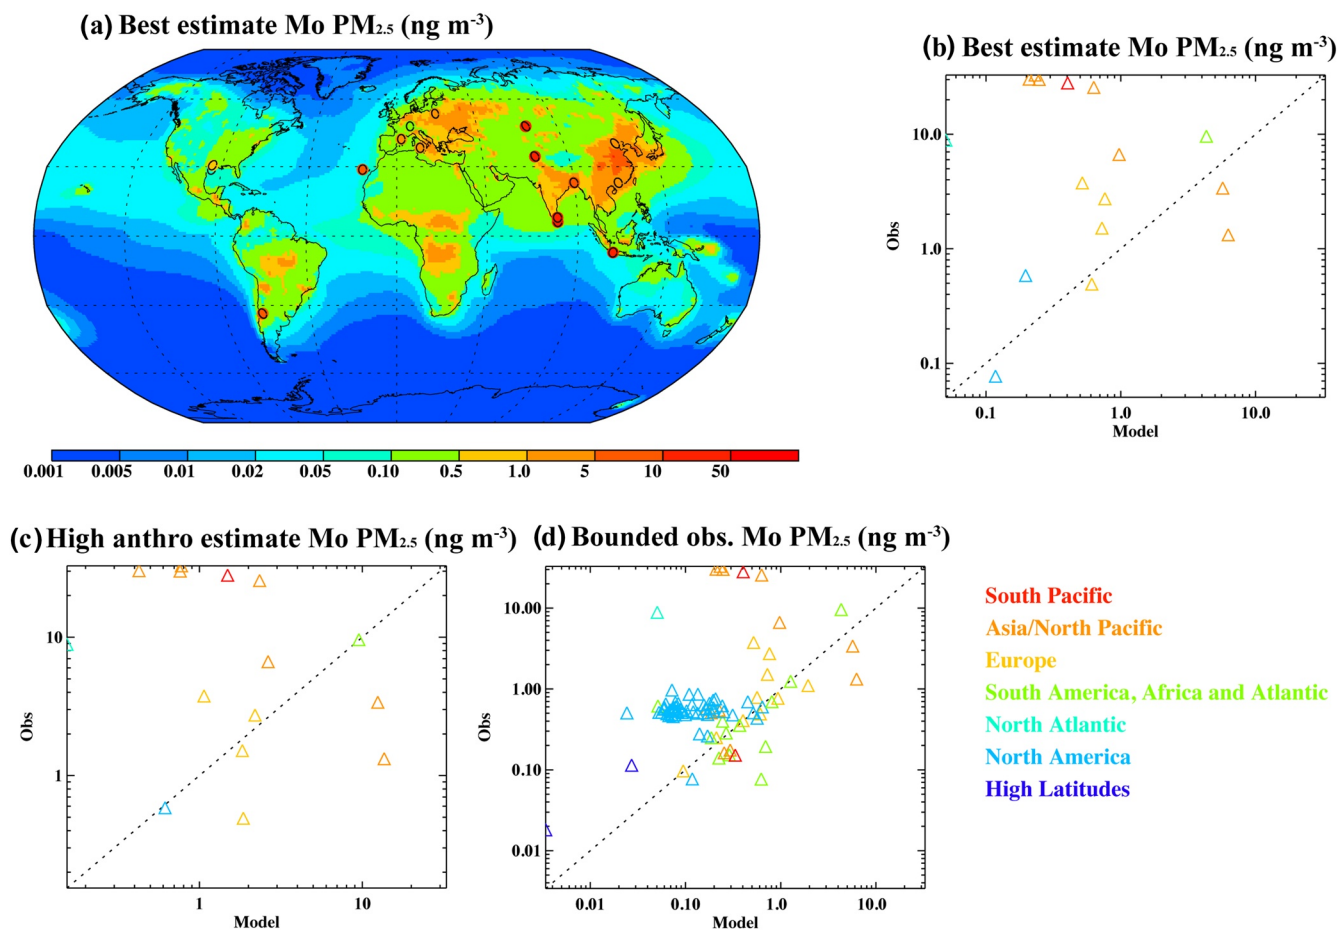 (a) Best estimate Mo PM2.5 (ng m-3)
(b) Best estimate Mo PM2.5 (ng m-3)
0.001 0.005 0.01 0.02 0.05 0.10 0.5 1.0 5 10 50
10.0
1.0
0.1
Obs
0.1 1.0 10.0
Model
(c) High anthro estimate Mo PM2.5 (ng m-3)
10
1
Obs
1 10
Model
(d) Bounded obs. Mo PM2.5 (ng m-3)
10.00
1.00
0.10
0.01
Obs
0.01 0.10 1.0 10.0
Model
South Pacific
Asia/North Pacific
Europe
South America, Africa and Atlantic
North Atlantic
North America
High Latitudes